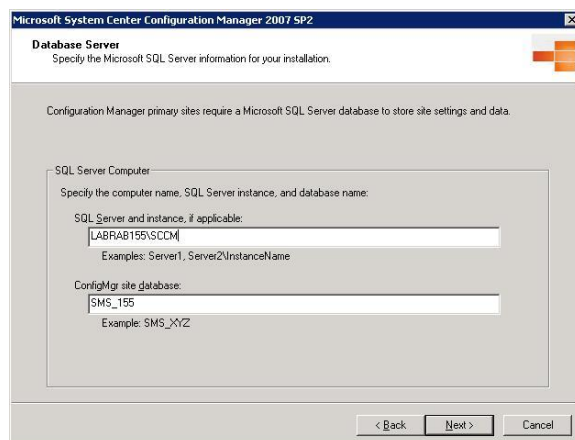 Microsoft System Center Configuration Manager 2007 SP2
Database Server
Specify the Microsoft SQL Server information for your installation.
Configuration Manager primary sites require a Microsoft SQL Server database to store site settings and data.
SQL Server Computer
Specify the computer name, SQL Server instance, and database name:
SQL Server and instance, if applicable:
LABRAB155\SCCM
Examples: Server1, Server2\InstanceName
ConfigMgr site database:
SMS_155
Example: SMS_XYZ
< Back Next > Cancel